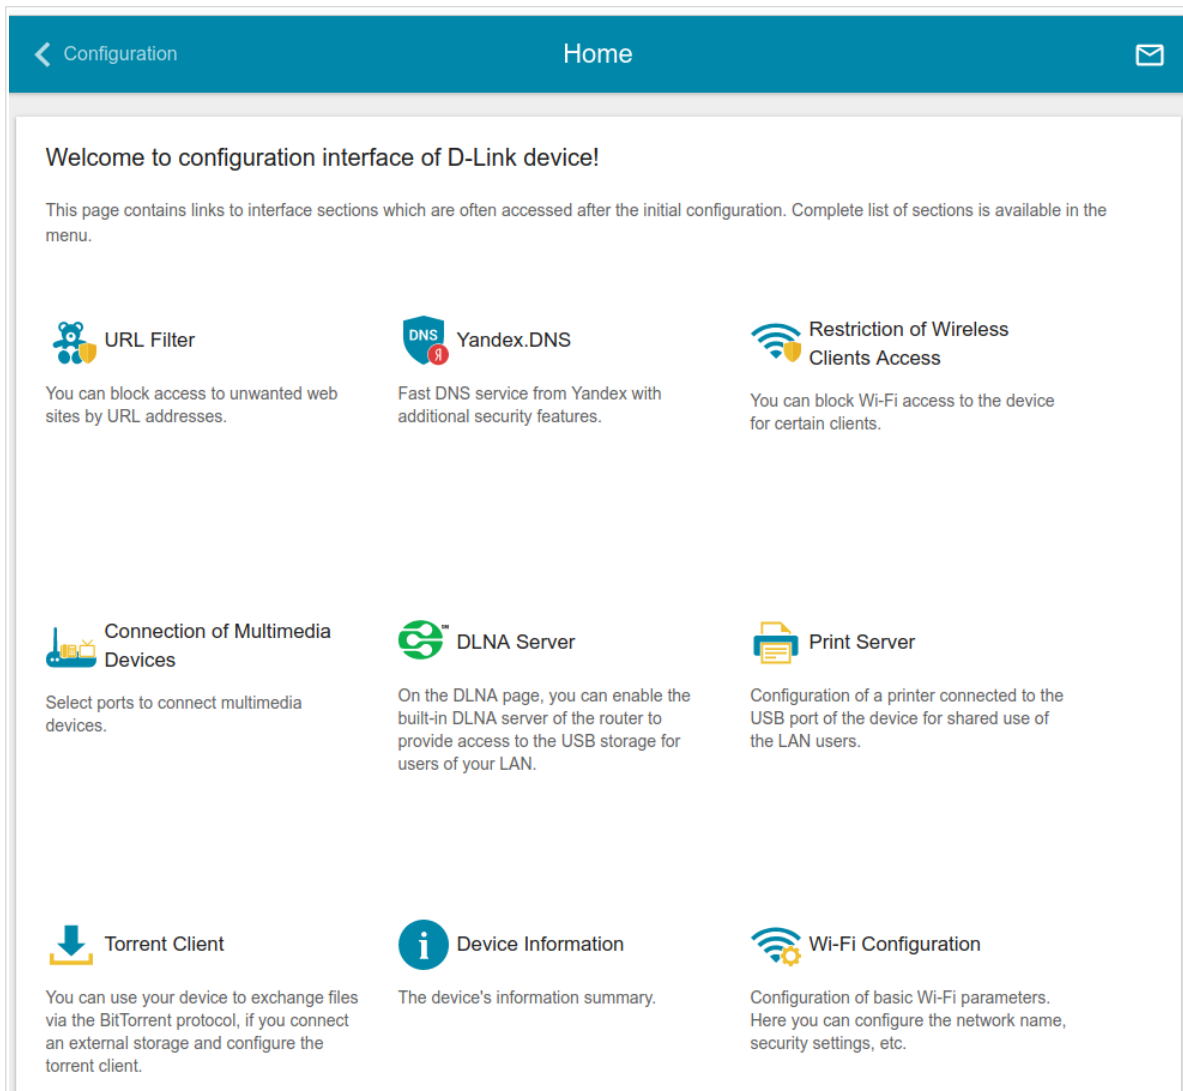 Configuration
Home
Welcome to configuration interface of D-Link device!
This page contains links to interface sections which are often accessed after the initial configuration. Complete list of sections is available in the
menu.
URL Filter
You can block access to unwanted web
sites by URL addresses.
DNS
Я
Yandex.DNS
Fast DNS service from Yandex with
additional security features.
Restriction of Wireless
Clients Access
You can block Wi-Fi access to the device
for certain clients.
Connection of Multimedia
Devices
Select ports to connect multimedia
devices.
DLNA Server
On the DLNA page, you can enable the
built-in DLNA server of the router to
provide access to the USB storage for
users of your LAN.
Print Server
Configuration of a printer connected to the
USB port of the device for shared use of
the LAN users.
Torrent Client
You can use your device to exchange files
via the BitTorrent protocol, if you connect
an external storage and configure the
torrent client.
i
Device Information
The device's information summary.
Wi-Fi Configuration
Configuration of basic Wi-Fi parameters.
Here you can configure the network name,
security settings, etc.